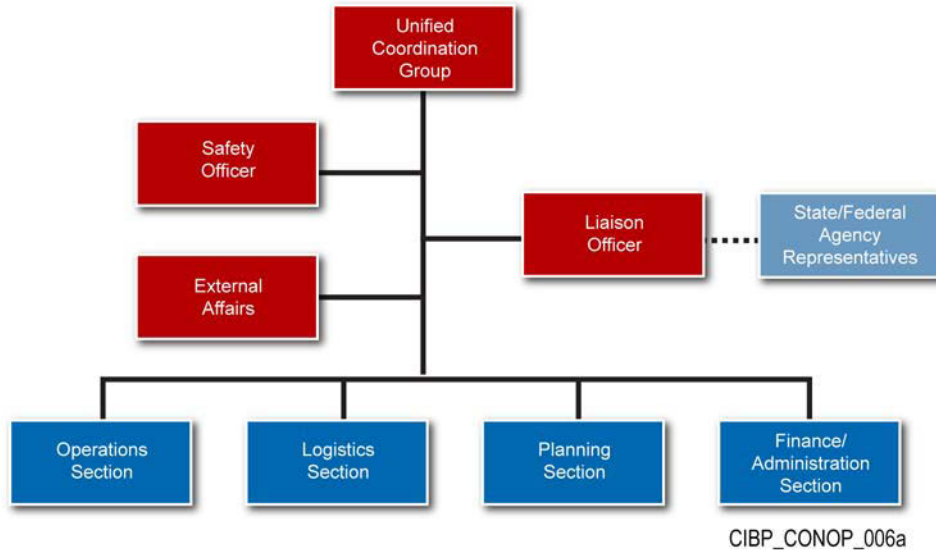 Unified
Coordination
Group
Safety
Officer
Liaison
Officer
State/Federal
Agency
Representatives
External
Affairs
Operations
Section
Logistics
Section
Planning
Section
Finance/
Administration
Section
CIBP_CONOP_006a